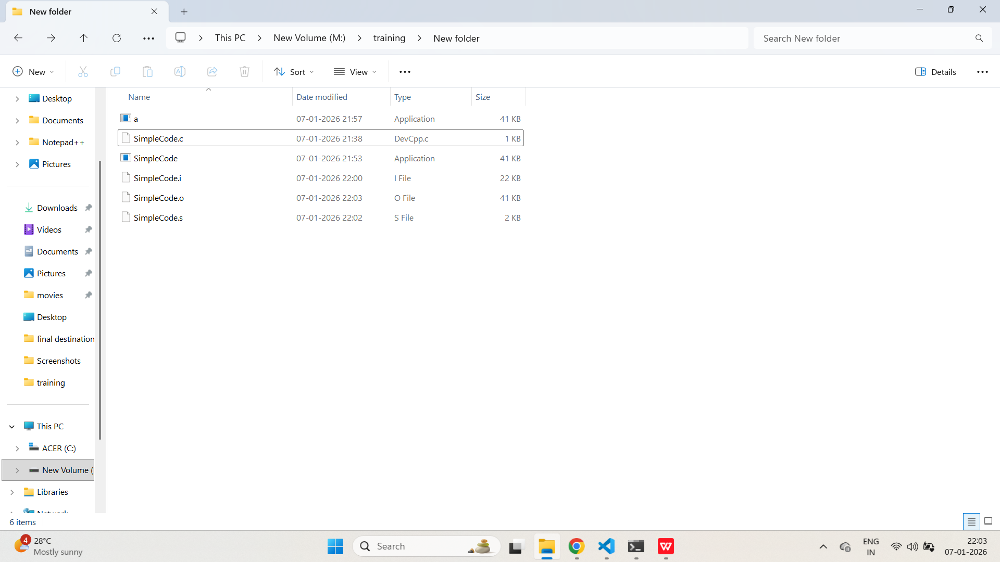 New folder
This PC
New Volume (M:)
training
New folder
Search New folder
New
Sort
View
Details
Desktop
Documents
Notepad++
Pictures
Downloads
Videos
Documents
Pictures
movies
Desktop
final destination
Screenshots
training
This PC
ACER (C:)
New Volume (
Libraries
Network
Name Date modified Type Size
a 07-01-2026 21:57 Application 41 KB
SimpleCode.c 07-01-2026 21:38 DevCpp.c 1 KB
SimpleCode 07-01-2026 21:53 Application 41 KB
SimpleCode.i 07-01-2026 22:00 I File 22 KB
SimpleCode.o 07-01-2026 22:03 O File 41 KB
SimpleCode.s 07-01-2026 22:02 S File 2 KB
6 items
4
28°C
Mostly sunny
Search
W
ENG
IN
22:03
07-01-2026